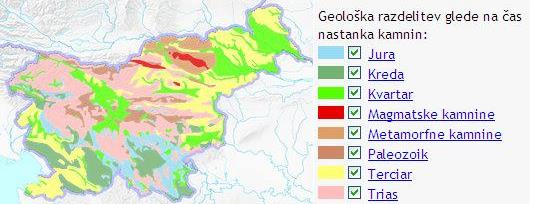 Geološka razdelitev glede na čas
nastanka kamnin:
Jura
Kreda
Kvartar
Magmatske kamnine
Metamorfne kamnine
Paleozoik
Terciar
Trias